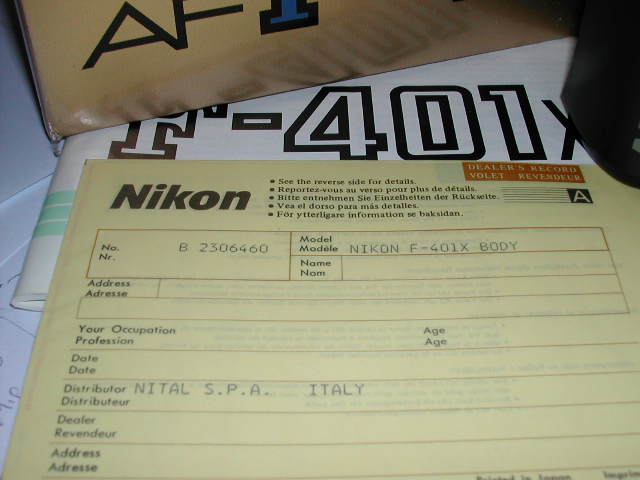 AF
F-401x
DEALER'S RECORD
VOLET REVENDEUR
Nikon
• See the reverse side for details.
• Reportez-vous au verso pour plus de détails.
• Bitte entnehmen Sie Einzelheiten der Rückseite.
• Vea el dorso para más detalles.
• För ytterligare information se baksidan.
A
No.
Nr.
B 2306460
Model
Modèle
NIKON F-401X BODY
Name
Nom
Address
Adresse
Your Occupation
Profession
Age
Age
Date
Date
Distributor
Distributeur
NITAL S.P.A. ITALY
Dealer
Revendeur
Address
Adresse
Printed in Japan